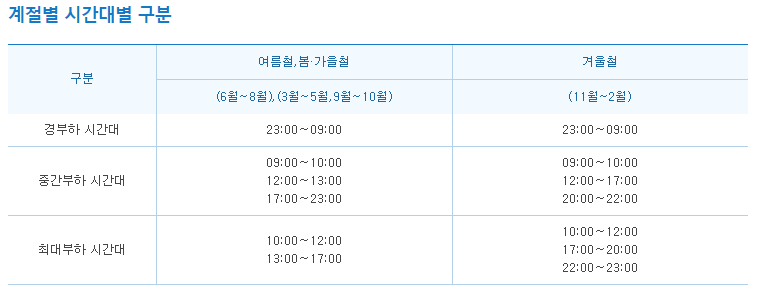 계절별 시간대별 구분
구분
여름철,봄·가을철
겨울철
(6월~8월),(3월~5월,9월~10월)
(11월~2월)
경부하 시간대
23:00~09:00
23:00~09:00
중간부하 시간대
09:00~10:00
12:00~13:00
17:00~23:00
09:00~10:00
12:00~17:00
20:00~22:00
최대부하 시간대
10:00~12:00
13:00~17:00
10:00~12:00
17:00~20:00
22:00~23:00